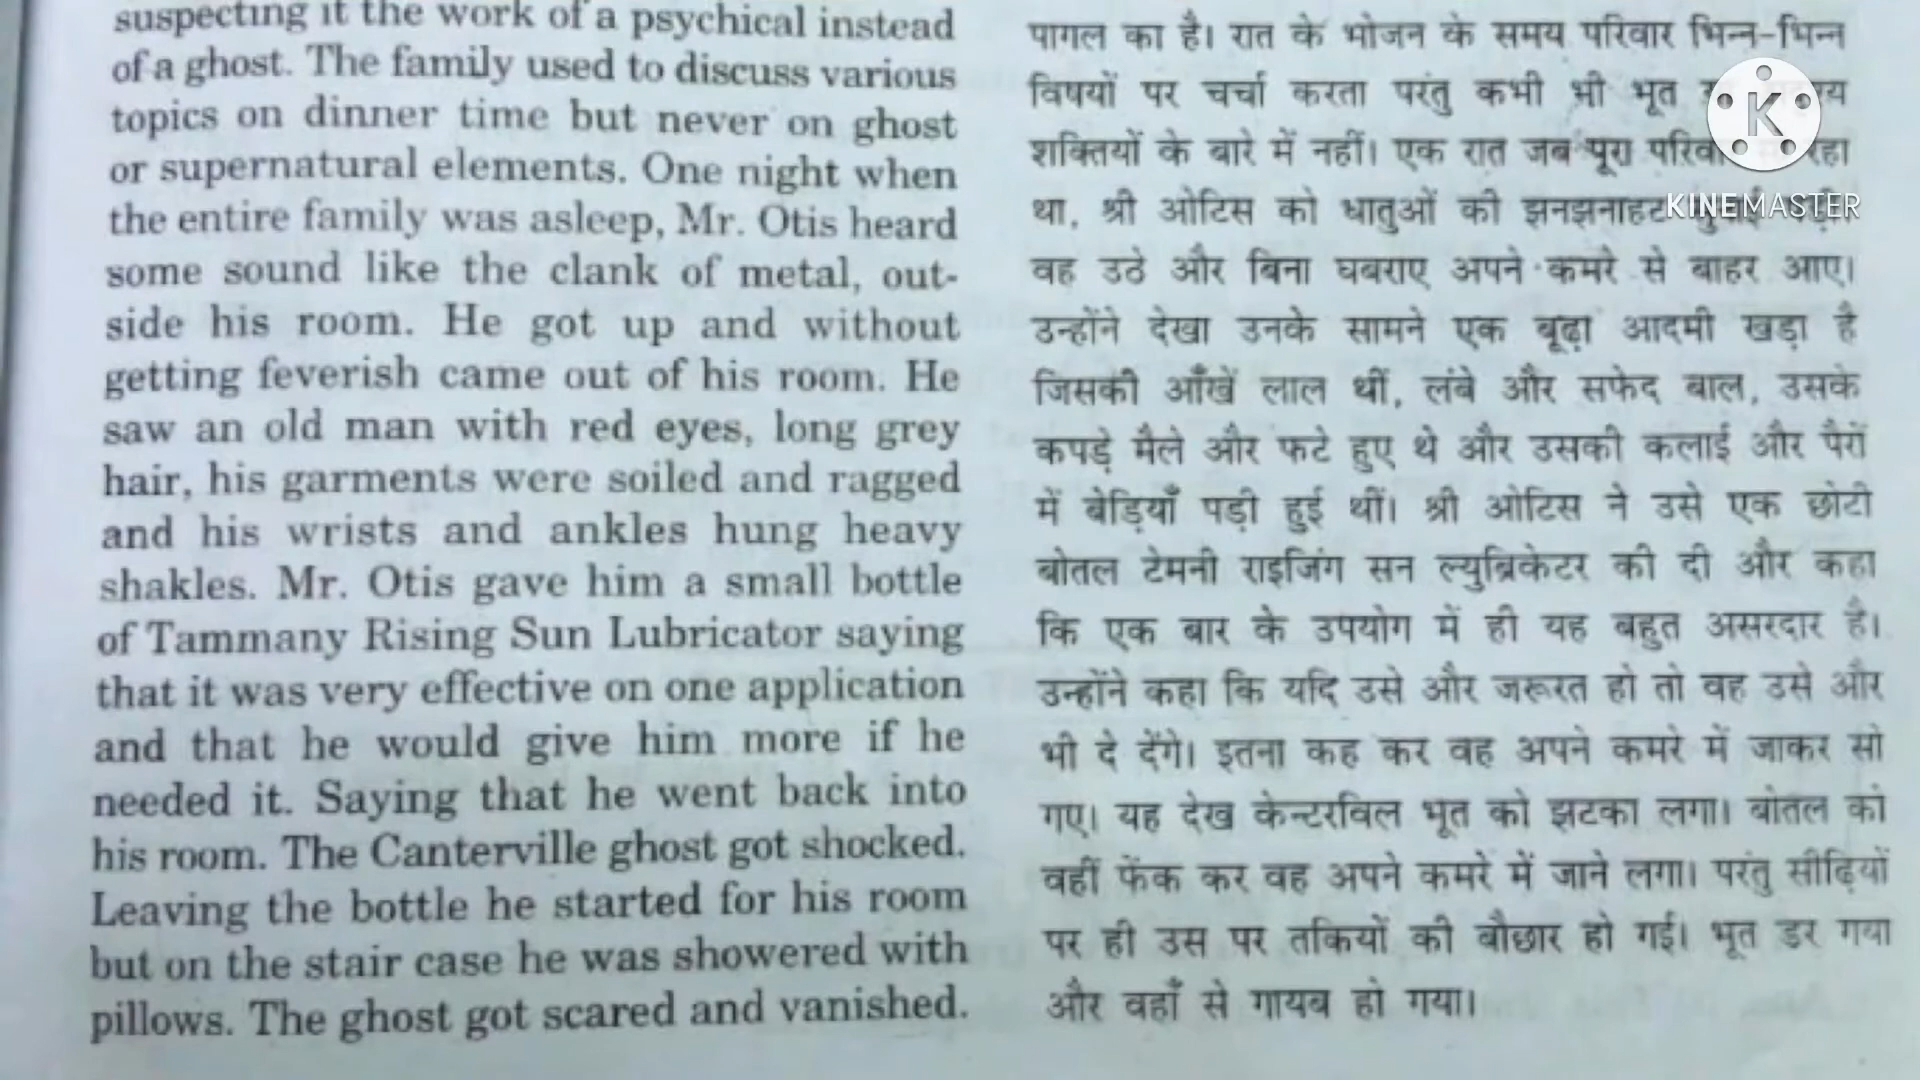 suspecting it the work of a psychical instead
of a ghost. The family used to discuss various
topics on dinner time but never on ghost
or supernatural elements. One night when
the entire family was asleep, Mr. Otis heard
some sound like the clank of metal, out-
side his room. He got up and without
getting feverish came out of his room. He
saw an old man with red eyes, long grey
hair, his garments were soiled and ragged
and his wrists and ankles hung heavy
shakles. Mr. Otis gave him a small bottle
of Tammany Rising Sun Lubricator saying
that it was very effective on one application
and that he would give him more if he
needed it. Saying that he went back into
his room. The Canterville ghost got shocked.
Leaving the bottle he started for his room
but on the stair case he was showered with
pillows. The ghost got scared and vanished.
पागल का है। रात के भोजन के समय परिवार भिन्न-भिन्न
विषयों पर चर्चा करता परंतु कभी भी भूत
शक्तियों के बारे में नहीं। एक रात जब पूरा परिवार रहा
था, श्री ओटिस को धातुओं की झनझनाहट
वह उठे और बिना घबराए अपने कमरे से बाहर आए।
उन्होंने देखा उनके सामने एक बूढ़ा आदमी खड़ा है
जिसकी आँखें लाल थीं, लंबे और सफेद बाल, उसके
कपड़े मैले और फटे हुए थे और उसकी कलाई और पैरों
में बेड़ियाँ पड़ी हुई थीं। श्री ओटिस ने उसे एक छोटी
बोतल टेमनी राइजिंग सन ल्युब्रिकेटर की दी और कहा
कि एक बार के उपयोग में ही यह बहुत असरदार है।
उन्होंने कहा कि यदि उसे और जरूरत हो तो वह उसे और
भी दे देंगे। इतना कह कर वह अपने कमरे में जाकर सो
गए। यह देख केन्टरविल भूत को झटका लगा। बोतल को
वहीं फेंक कर वह अपने कमरे में जाने लगा। परंतु सीढ़ियों
पर ही उस पर तकियों की बौछार हो गई। भूत डर गया
और वहाँ से गायब हो गया।
K
KINEMASTER